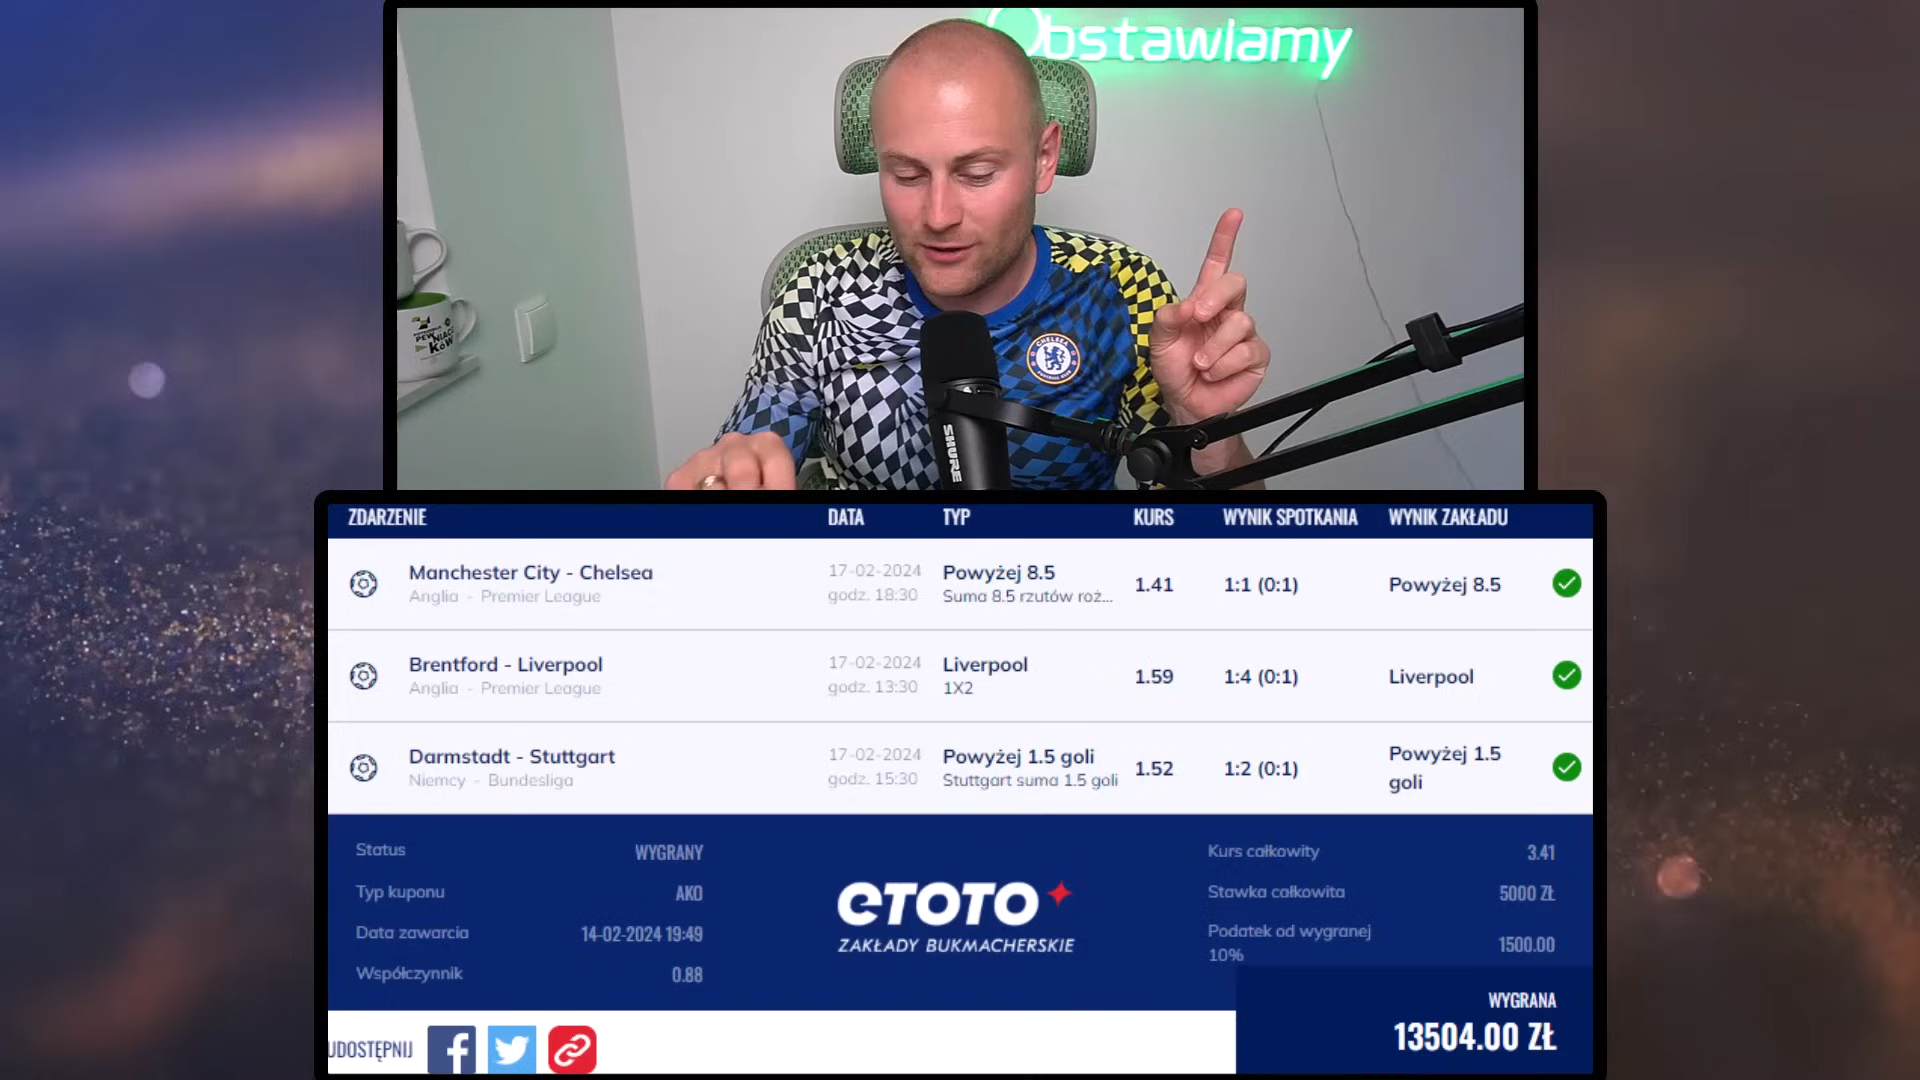 Obstawiamy
PEWNIAC
KÓW
CHELSEA
SHURE
ZDARZENIE DATA TYP KURS WYNIK SPOTKANIA WYNIK ZAKŁADU
Manchester City - Chelsea 17-02-2024 Powyżej 8.5 1.41 1:1 (0:1) Powyżej 8.5
Anglia - Premier League godz. 18:30 Suma 8.5 rzutów roż...
Brentford - Liverpool 17-02-2024 Liverpool 1.59 1:4 (0:1) Liverpool
Anglia - Premier League godz. 13:30 1X2
Darmstadt - Stuttgart 17-02-2024 Powyżej 1.5 goli 1.52 1:2 (0:1) Powyżej 1.5
Niemcy - Bundesliga godz. 15:30 Stuttgart suma 1.5 goli goli
Status WYGRANY
Typ kuponu AKO
Data zawarcia 14-02-2024 19:49
Współczynnik 0.88
eTOTO
ZAKŁADY BUKMACHERSKIE
Kurs całkowity 3.41
Stawka całkowita 5000 ZŁ
Podatek od wygranej 1500.00
10%
WYGRANA
13504.00 ZŁ
UDOSTĘPNIJ